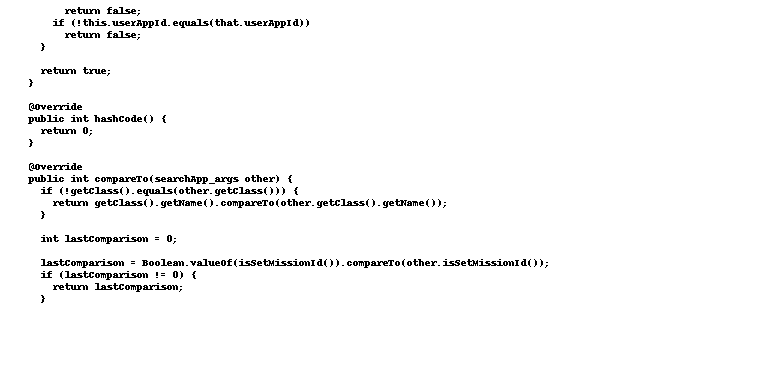 return false;
if (!this.userAppId.equals(that.userAppId))
return false;
}
return true;
}
@Override
public int hashCode() {
return 0;
}
@Override
public int compareTo(searchApp_args other) {
if (!getClass().equals(other.getClass())) {
return getClass().getName().compareTo(other.getClass().getName());
}
int lastComparison = 0;
lastComparison = Boolean.valueOf(isSetMissionId()).compareTo(other.isSetMissionId());
if (lastComparison != 0) {
return lastComparison;
}